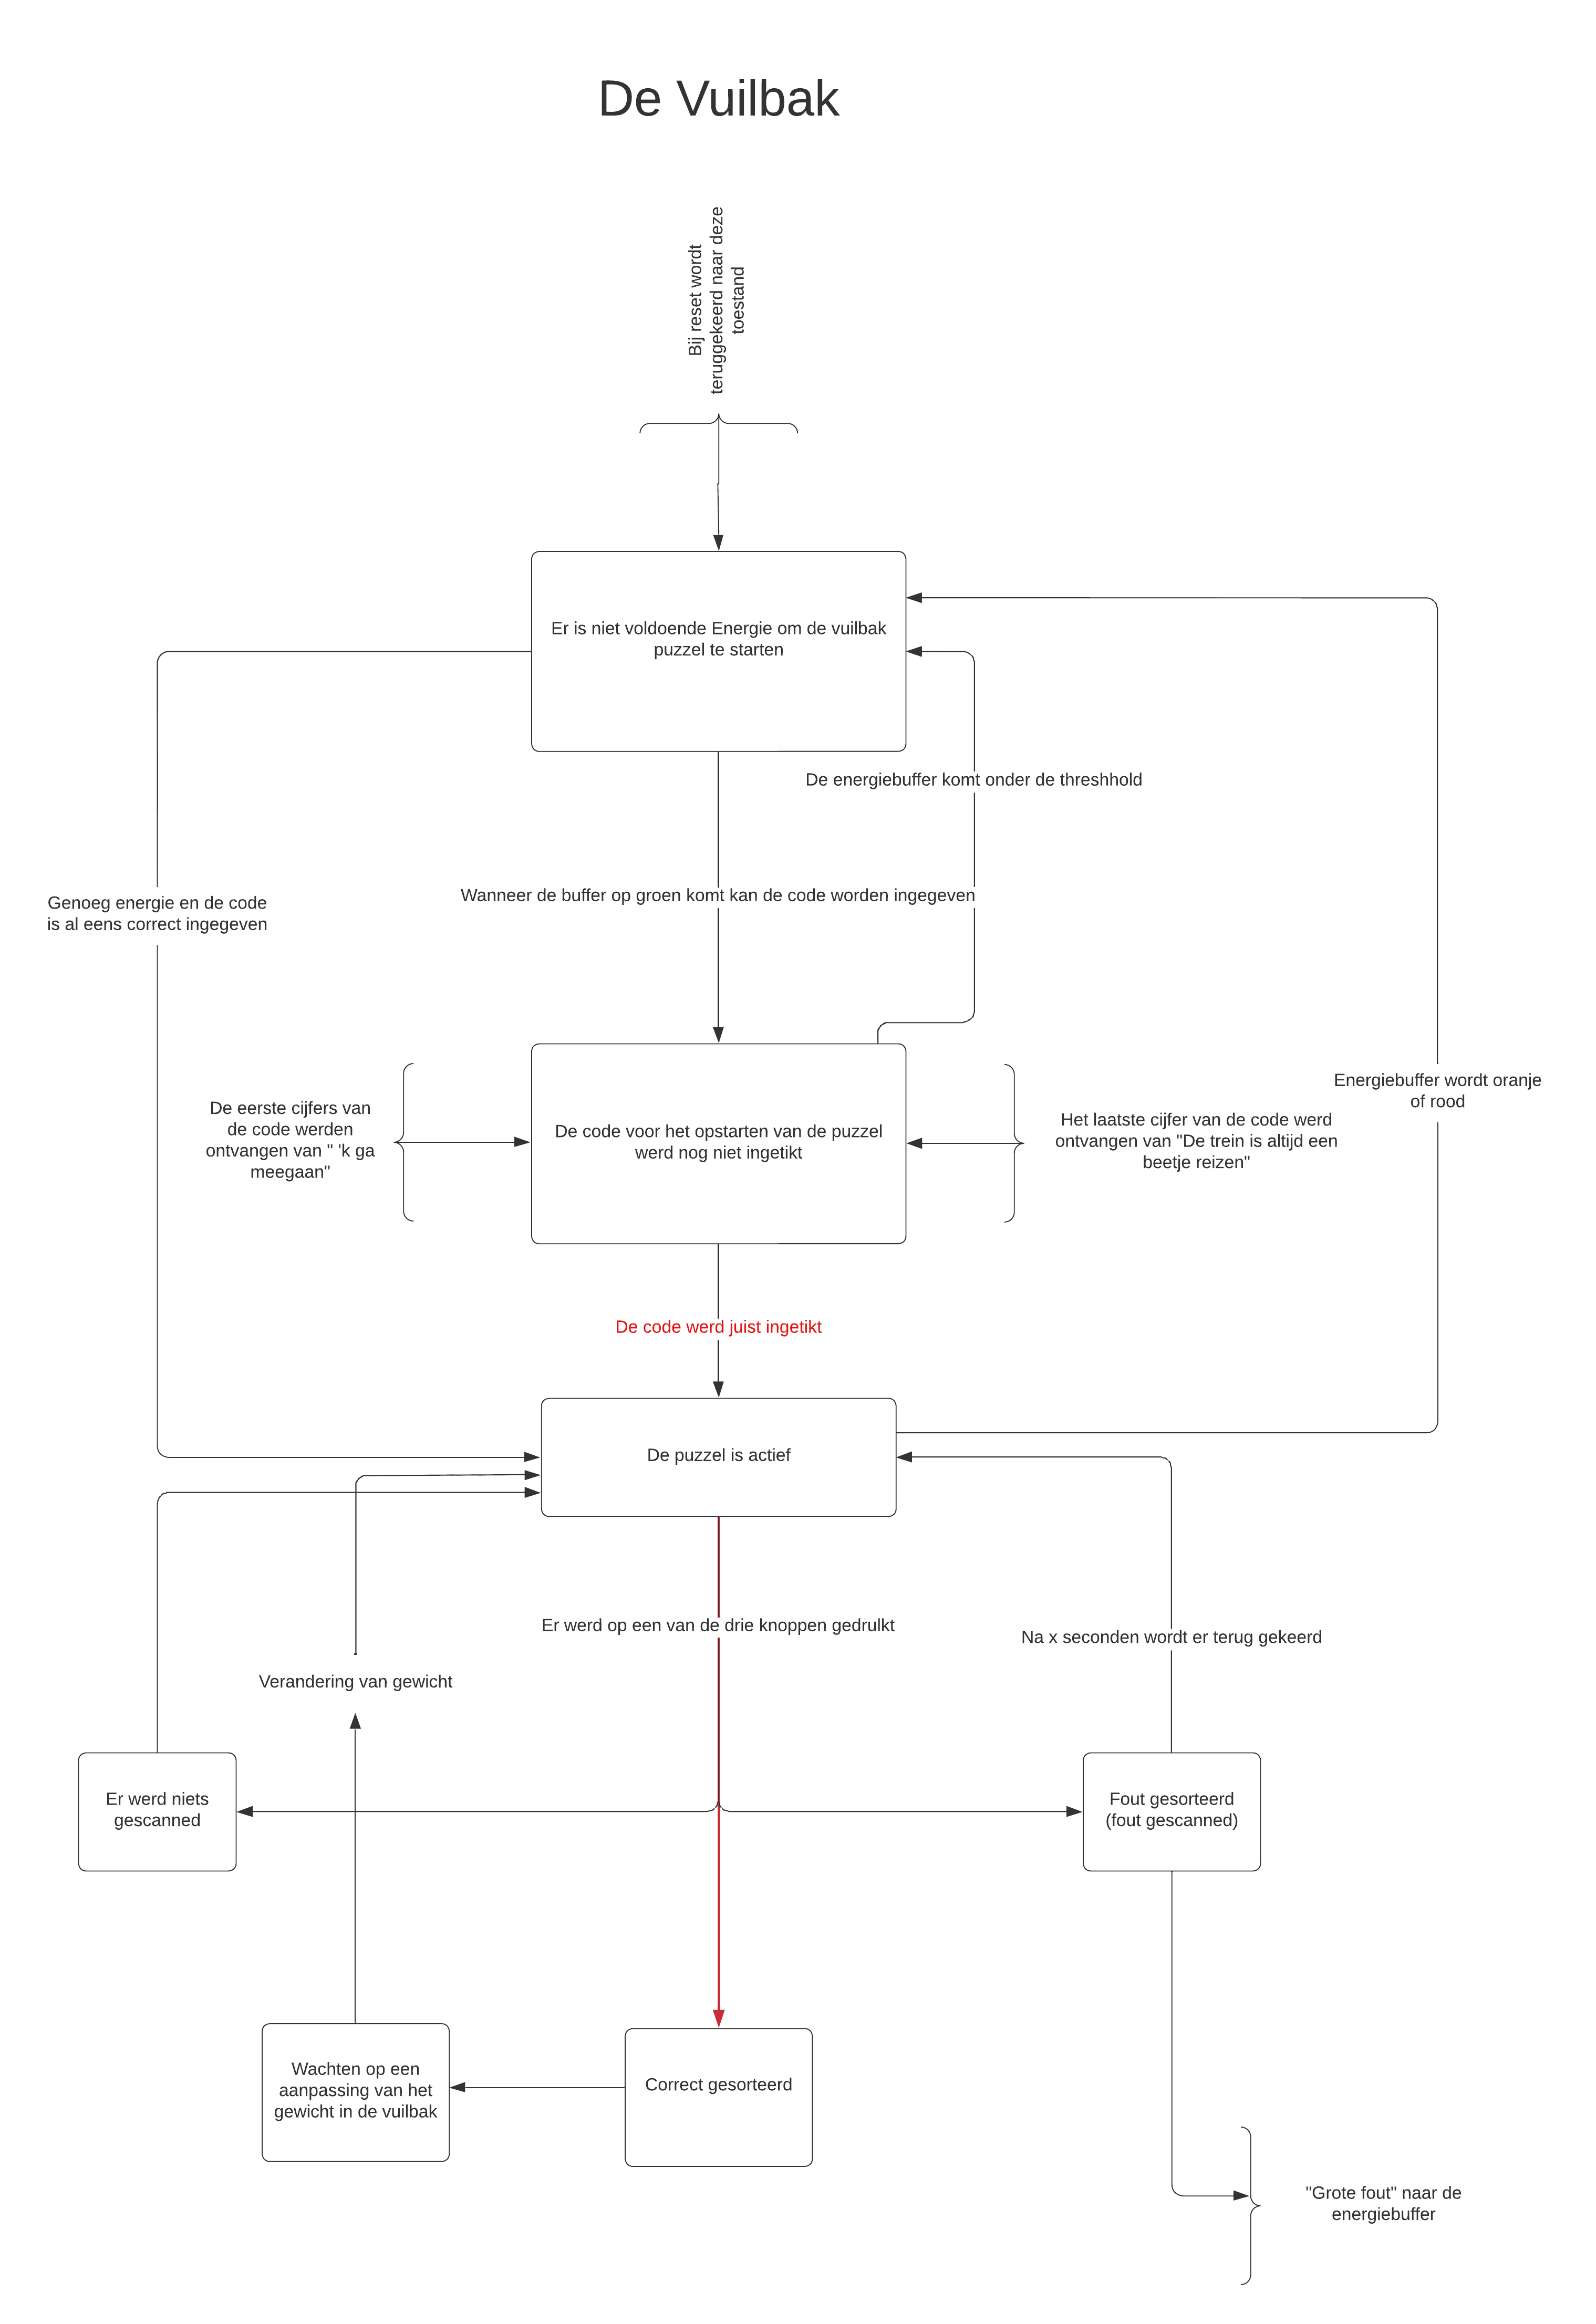 De Vuilbak
Bij reset wordt
teruggekeerd naar deze
toestand
Er is niet voldoende Energie om de vuilbak
puzzel te starten
De energiebuffer komt onder de threshhold
Wanneer de buffer op groen komt kan de code worden ingegeven
Genoeg energie en de code
is al eens correct ingegeven
Energiebuffer wordt oranje
of rood
De eerste cijfers van
de code werden
ontvangen van " 'k ga
meegaan"
De code voor het opstarten van de puzzel
werd nog niet ingetikt
Het laatste cijfer van de code werd
ontvangen van "De trein is altijd een
beetje reizen"
De code werd juist ingetikt
De puzzel is actief
Er werd op een van de drie knoppen gedrulkt
Na x seconden wordt er terug gekeerd
Verandering van gewicht
Er werd niets
gescanned
Fout gesorteerd
(fout gescanned)
Wachten op een
aanpassing van het
gewicht in de vuilbak
Correct gesorteerd
"Grote fout" naar de
energiebuffer